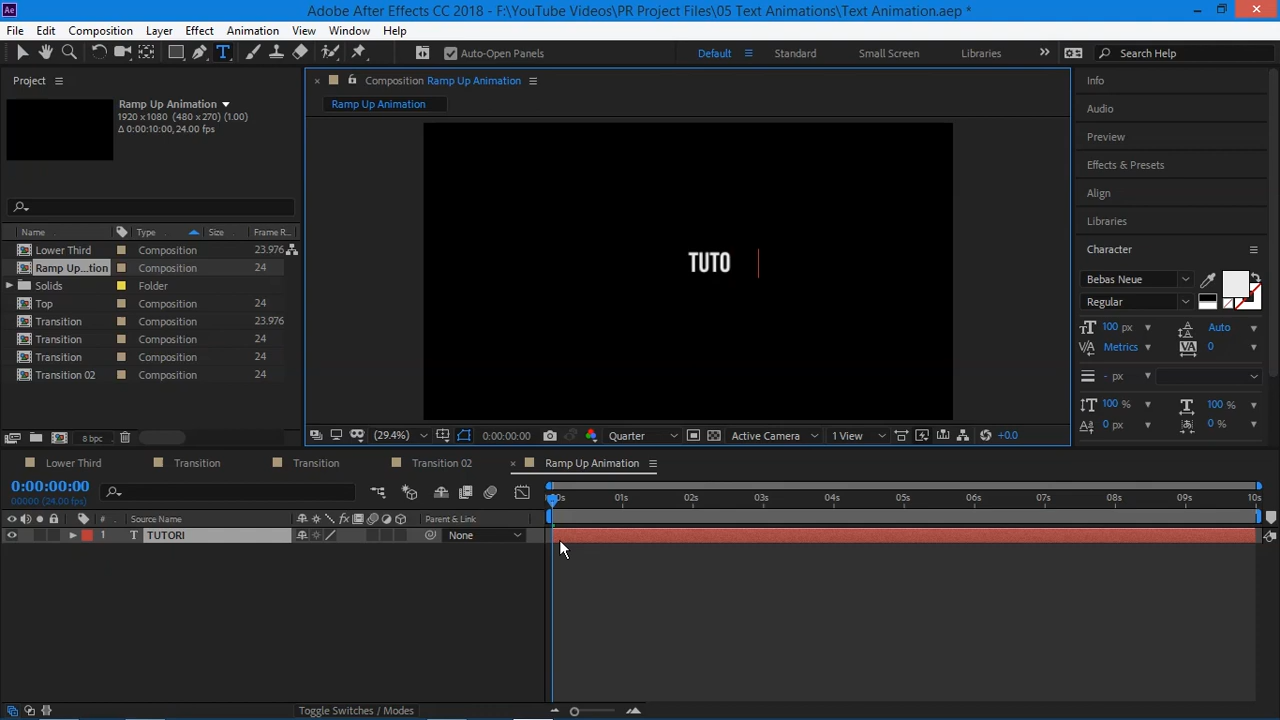 Ae Adobe After Effects CC 2018 - F:\YouTube Videos\PR Project Files\05 Text Animations\Text Animation.aep *
File Edit Composition Layer Effect Animation View Window Help
T Auto-Open Panels Default Standard Small Screen Libraries Search Help
Project
Ramp Up Animation
1920 x 1080 (480 x 270) (1.00)
Δ 0:00:10:00, 24.00 fps
Name Type Size Frame R...
Lower Third Composition 23.976
Ramp Up...tion Composition 24
Solids Folder
Top Composition 24
Transition Composition 23.976
Transition Composition 24
Transition Composition 24
Transition 02 Composition 24
8 bpc
Composition Ramp Up Animation
Ramp Up Animation
TUTO
(29.4%) 0:00:00:00 Quarter Active Camera 1 View +0.0
Info
Audio
Preview
Effects & Presets
Align
Libraries
Character
Bebas Neue
Regular
100 px Auto
Metrics 0
- px
100 % 100 %
0 px 0 %
Lower Third Transition Transition Transition 02 Ramp Up Animation
0:00:00:00
00000 (24.00 fps)
# Source Name Parent & Link
1 T TUTORI None
:00s 01s 02s 03s 04s 05s 06s 07s 08s 09s 10s
Toggle Switches / Modes